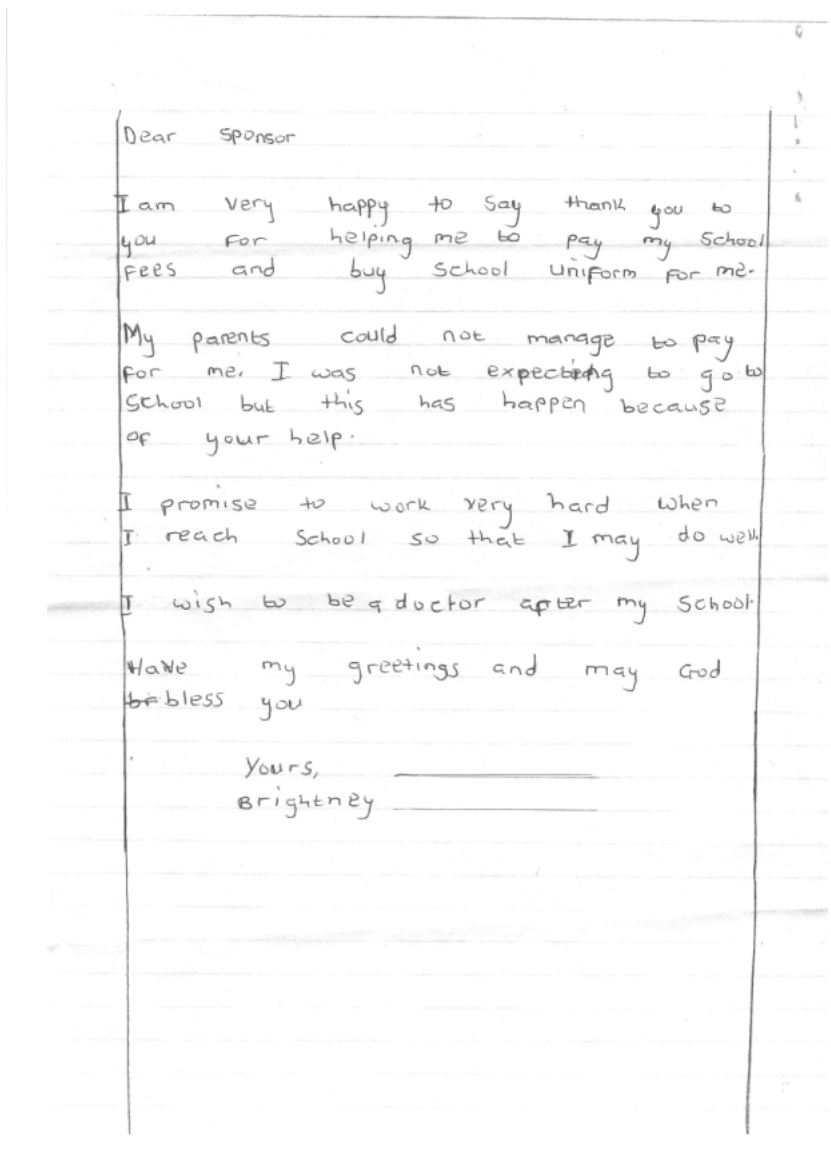 Dear Sponsor
I am very happy to say thank you to
you for helping me to pay my School
fees and buy school uniform for me.
My parents could not manage to pay
for me. I was not expecting to go to
School but this has happen because
of your help.
I promise to work very hard when
I reach School so that I may do well.
I wish to be a doctor after my School.
Have my greetings and may God
bless you
Yours,
Brightney